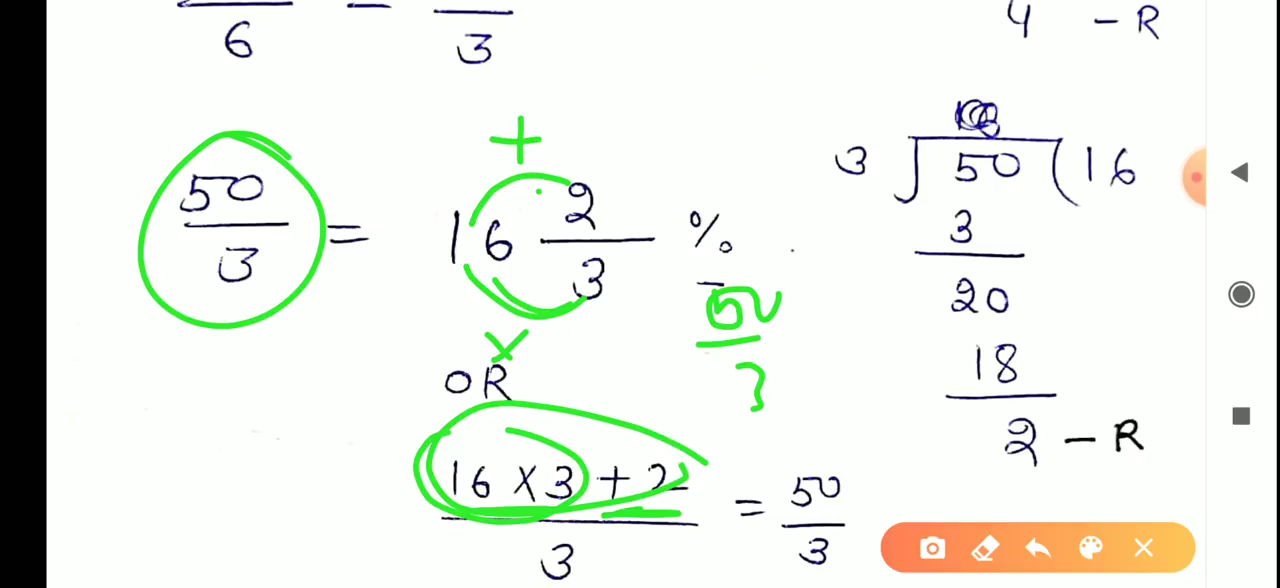 6 = 3
4 - R
50/3 = 16 2/3 %
+
×
50/3
OR
(16 × 3 + 2)/3 = 50/3
3 ) 50 ( 16
3
20
18
2 - R